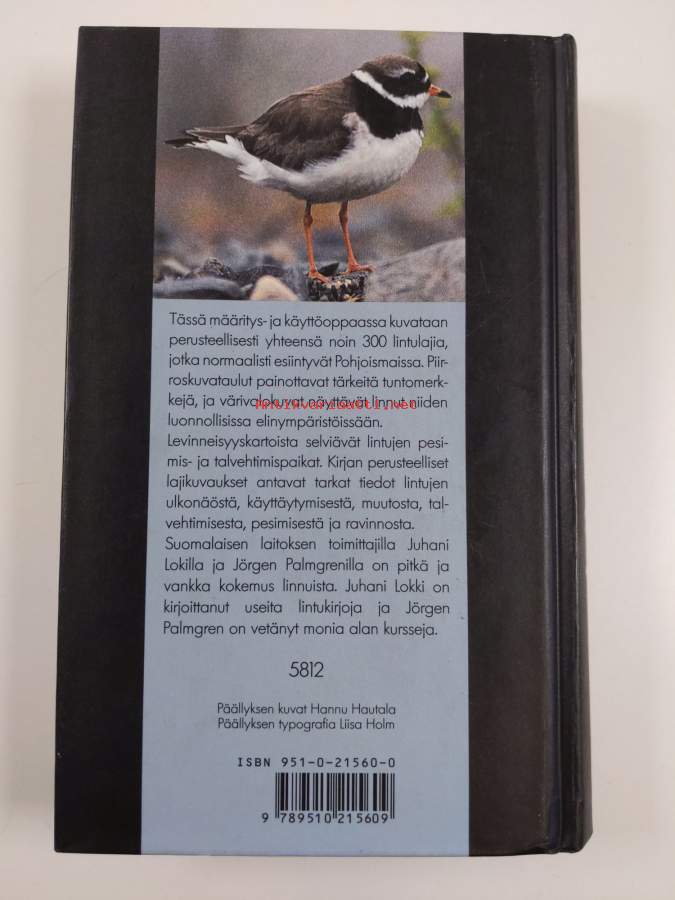 Tässä määritys- ja käyttöoppaassa kuvataan
perusteellisesti yhteensä noin 300 lintulajia,
jotka normaalisti esiintyvät Pohjoismaissa. Piir-
roskuvataulut painottavat tärkeitä tuntomerk-
kejä, ja värivalokuvat näyttävät linnut niiden
Antikvariaatti.net
luonnollisissa elinympäristöissään.
Levinneisyyskartoista selviävät lintujen pesi-
mis- ja talvehtimispaikat. Kirjan perusteelliset
lajikuvaukset antavat tarkat tiedot lintujen
ulkonäöstä, käyttäytymisestä, muutosta, tal-
vehtimisesta, pesimisestä ja ravinnosta.
Suomalaisen laitoksen toimittajilla Juhani
Lokilla ja Jörgen Palmgrenilla on pitkä ja
vankka kokemus linnuista. Juhani Lokki on
kirjoittanut useita lintukirjoja ja Jörgen
Palmgren on vetänyt monia alan kursseja.
5812
Päällyksen kuvat Hannu Hautala
Päällyksen typografia Liisa Holm
ISBN 951-0-21560-0
9 789510 215609